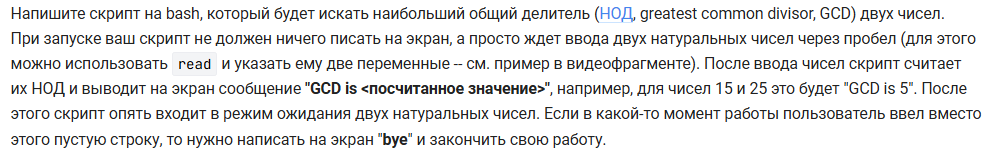 Напишите скрипт на bash, который будет искать наибольший общий делитель (НОД, greatest common divisor, GCD) двух чисел.
При запуске ваш скрипт не должен ничего писать на экран, а просто ждет ввода двух натуральных чисел через пробел (для этого
можно использовать read и указать ему две переменные -- см. пример в видеофрагменте). После ввода чисел скрипт считает
их НОД и выводит на экран сообщение "GCD is <посчитанное значение>", например, для чисел 15 и 25 это будет "GCD is 5". После
этого скрипт опять входит в режим ожидания двух натуральных чисел. Если в какой-то момент работы пользователь ввел вместо
этого пустую строку, то нужно написать на экран "bye" и закончить свою работу.